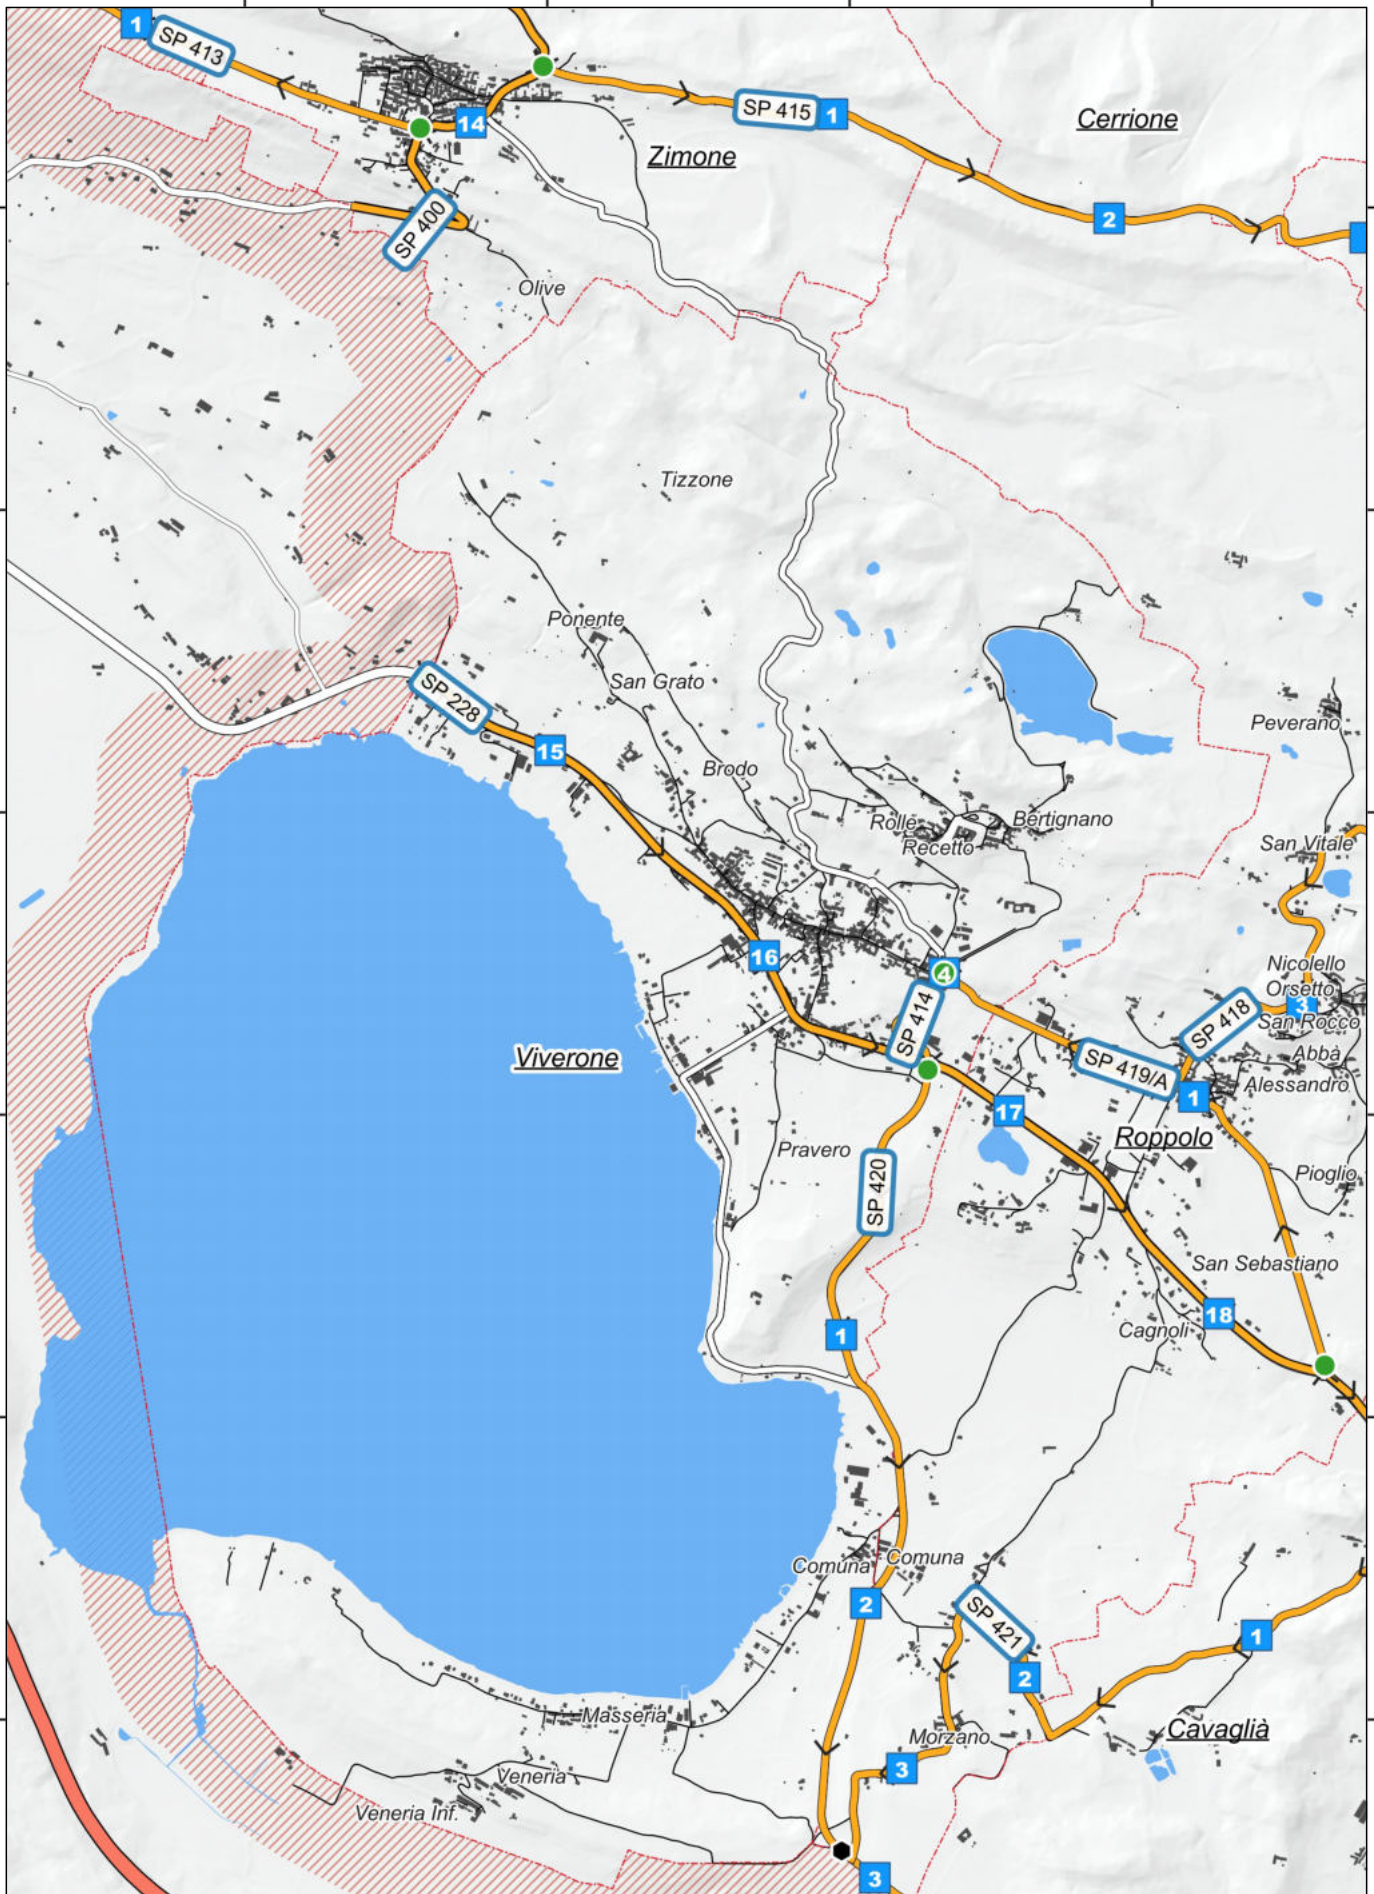 1
SP 413
14
SP 415
1
Cerrione
Zimone
SP 400
2
Olive
Tizzone
Ponente
San Grato
SP 228
15
Brodo
Peverano
Rolle
Recetto
Bertignano
San Vitale
16
4
Nicolello
Orsetto
3
San Rocco
SP 414
SP 418
Abbà
Viverone
SP 419/A
Alessandro
1
17
Roppolo
Pravero
Pioglio
SP 420
San Sebastiano
1
Cagnoli
18
Comuna
Comuna
2
SP 421
1
2
Masseria
Morzano
Cavaglià
3
Veneria
Veneria Inf.
3